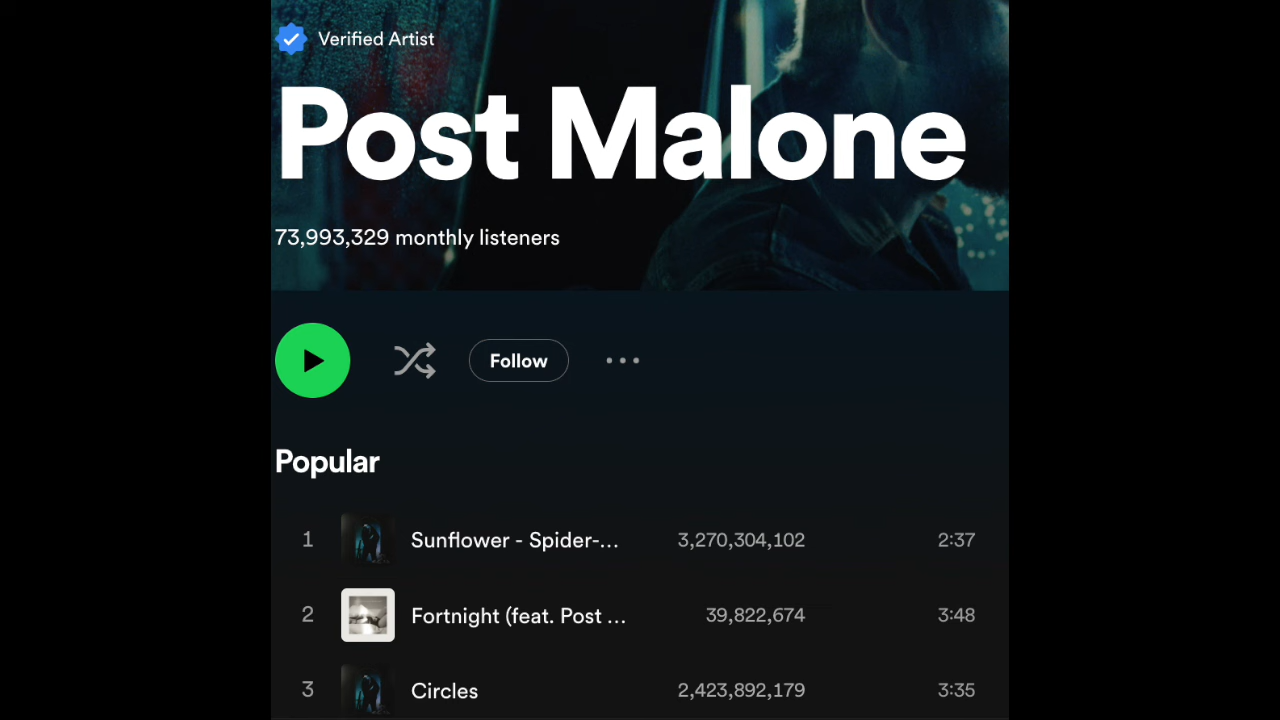 Verified Artist
Post Malone
73,993,329 monthly listeners
Follow
Popular
1 Sunflower - Spider-... 3,270,304,102 2:37
2 Fortnight (feat. Post ... 39,822,674 3:48
3 Circles 2,423,892,179 3:35